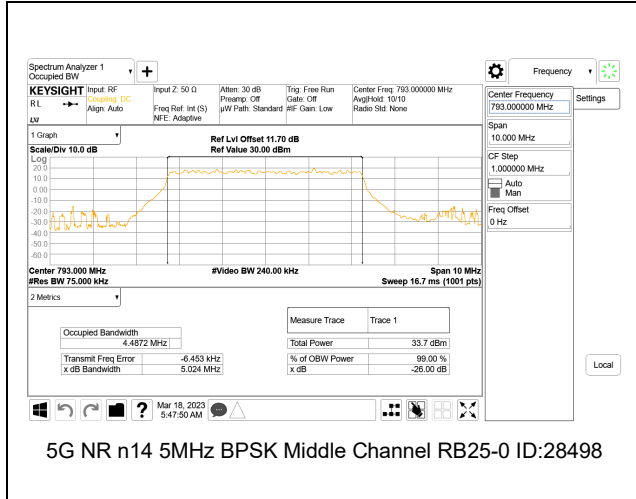 Spectrum Analyzer 1
Occupied BW
+
Frequency
KEYSIGHT
RL
LXI
Input: RF
Coupling: DC
Align: Auto
Input Z: 50 Ω
Freq Ref: Int (S)
NFE: Adaptive
Atten: 30 dB
Preamp: Off
µW Path: Standard
Trig: Free Run
Gate: Off
#IF Gain: Low
Center Freq: 793.000000 MHz
Avg|Hold: 10/10
Radio Std: None
Center Frequency
793.000000 MHz
Settings
Span
10.000 MHz
CF Step
1.000000 MHz
Auto
Man
Freq Offset
0 Hz
Local
1 Graph
Scale/Div 10.0 dB
Ref Lvl Offset 11.70 dB
Ref Value 30.00 dBm
Log
20.0
10.0
0.00
-10.0
-20.0
-30.0
-40.0
-50.0
-60.0
Center 793.000 MHz
#Video BW 240.00 kHz
Span 10 MHz
#Res BW 75.000 kHz
Sweep 16.7 ms (1001 pts)
2 Metrics
Occupied Bandwidth
4.4872 MHz
Transmit Freq Error -6.453 kHz
x dB Bandwidth 5.024 MHz
Measure Trace Trace 1
Total Power 33.7 dBm
% of OBW Power 99.00 %
x dB -26.00 dB
?
Mar 18, 2023
5:47:50 AM
5G NR n14 5MHz BPSK Middle Channel RB25-0 ID:28498